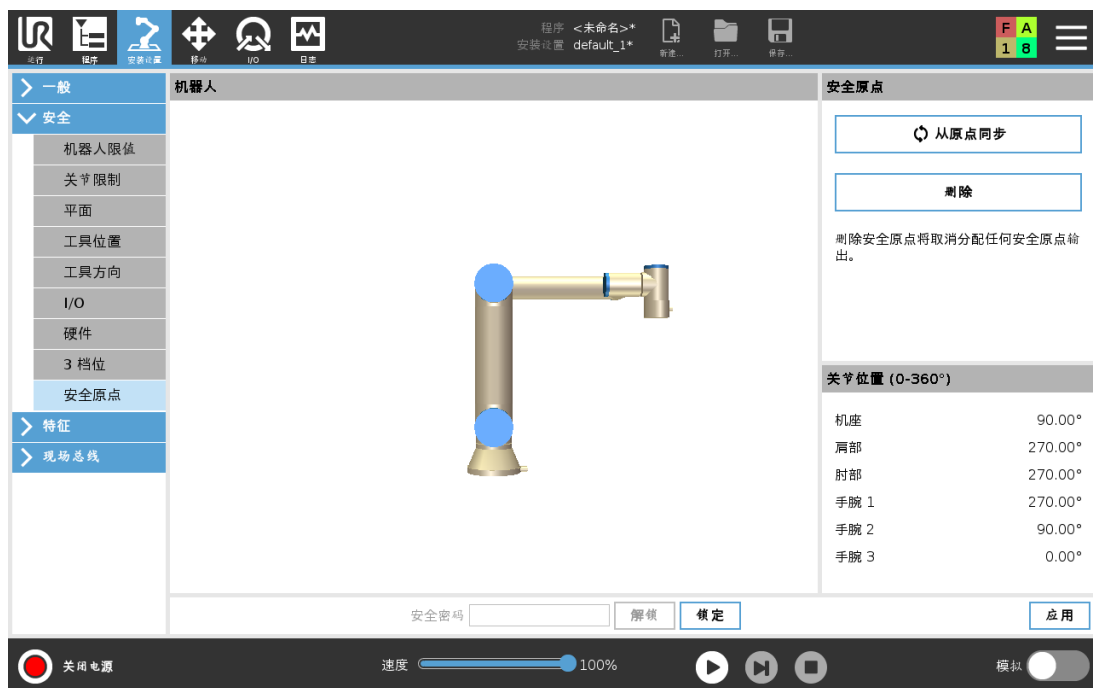 UR
运行
程序
安装设置
移动
I/O
日志
程序 <未命名>*
安装设置 default_1*
新建...
打开...
保存...
F A
1 8
一般
安全
机器人限值
关节限制
平面
工具位置
工具方向
I/O
硬件
3 档位
安全原点
特征
现场总线
机器人
安全原点
从原点同步
删除
删除安全原点将取消分配任何安全原点输
出。
关节位置 (0-360°)
机座 90.00°
肩部 270.00°
肘部 270.00°
手腕 1 270.00°
手腕 2 90.00°
手腕 3 0.00°
安全密码
解锁
锁定
应用
关闭电源
速度 100%
模拟